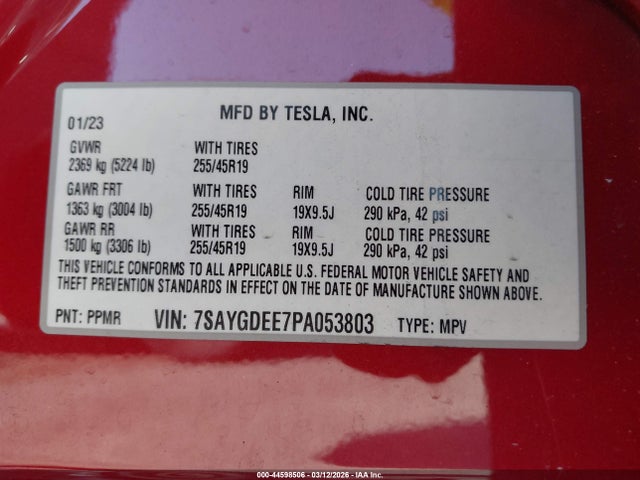 MFD BY TESLA, INC.
01/23
GVWR WITH TIRES
2369 kg (5224 lb) 255/45R19
GAWR FRT WITH TIRES RIM COLD TIRE PRESSURE
1363 kg (3004 lb) 255/45R19 19X9.5J 290 kPa, 42 psi
GAWR RR WITH TIRES RIM COLD TIRE PRESSURE
1500 kg (3306 lb) 255/45R19 19X9.5J 290 kPa, 42 psi
THIS VEHICLE CONFORMS TO ALL APPLICABLE U.S. FEDERAL MOTOR VEHICLE SAFETY AND
THEFT PREVENTION STANDARDS IN EFFECT ON THE DATE OF MANUFACTURE SHOWN ABOVE.
PNT: PPMR VIN: 7SAYGDEE7PA053803 TYPE: MPV
000-44598506 - 03/12/2026 - IAA Inc.